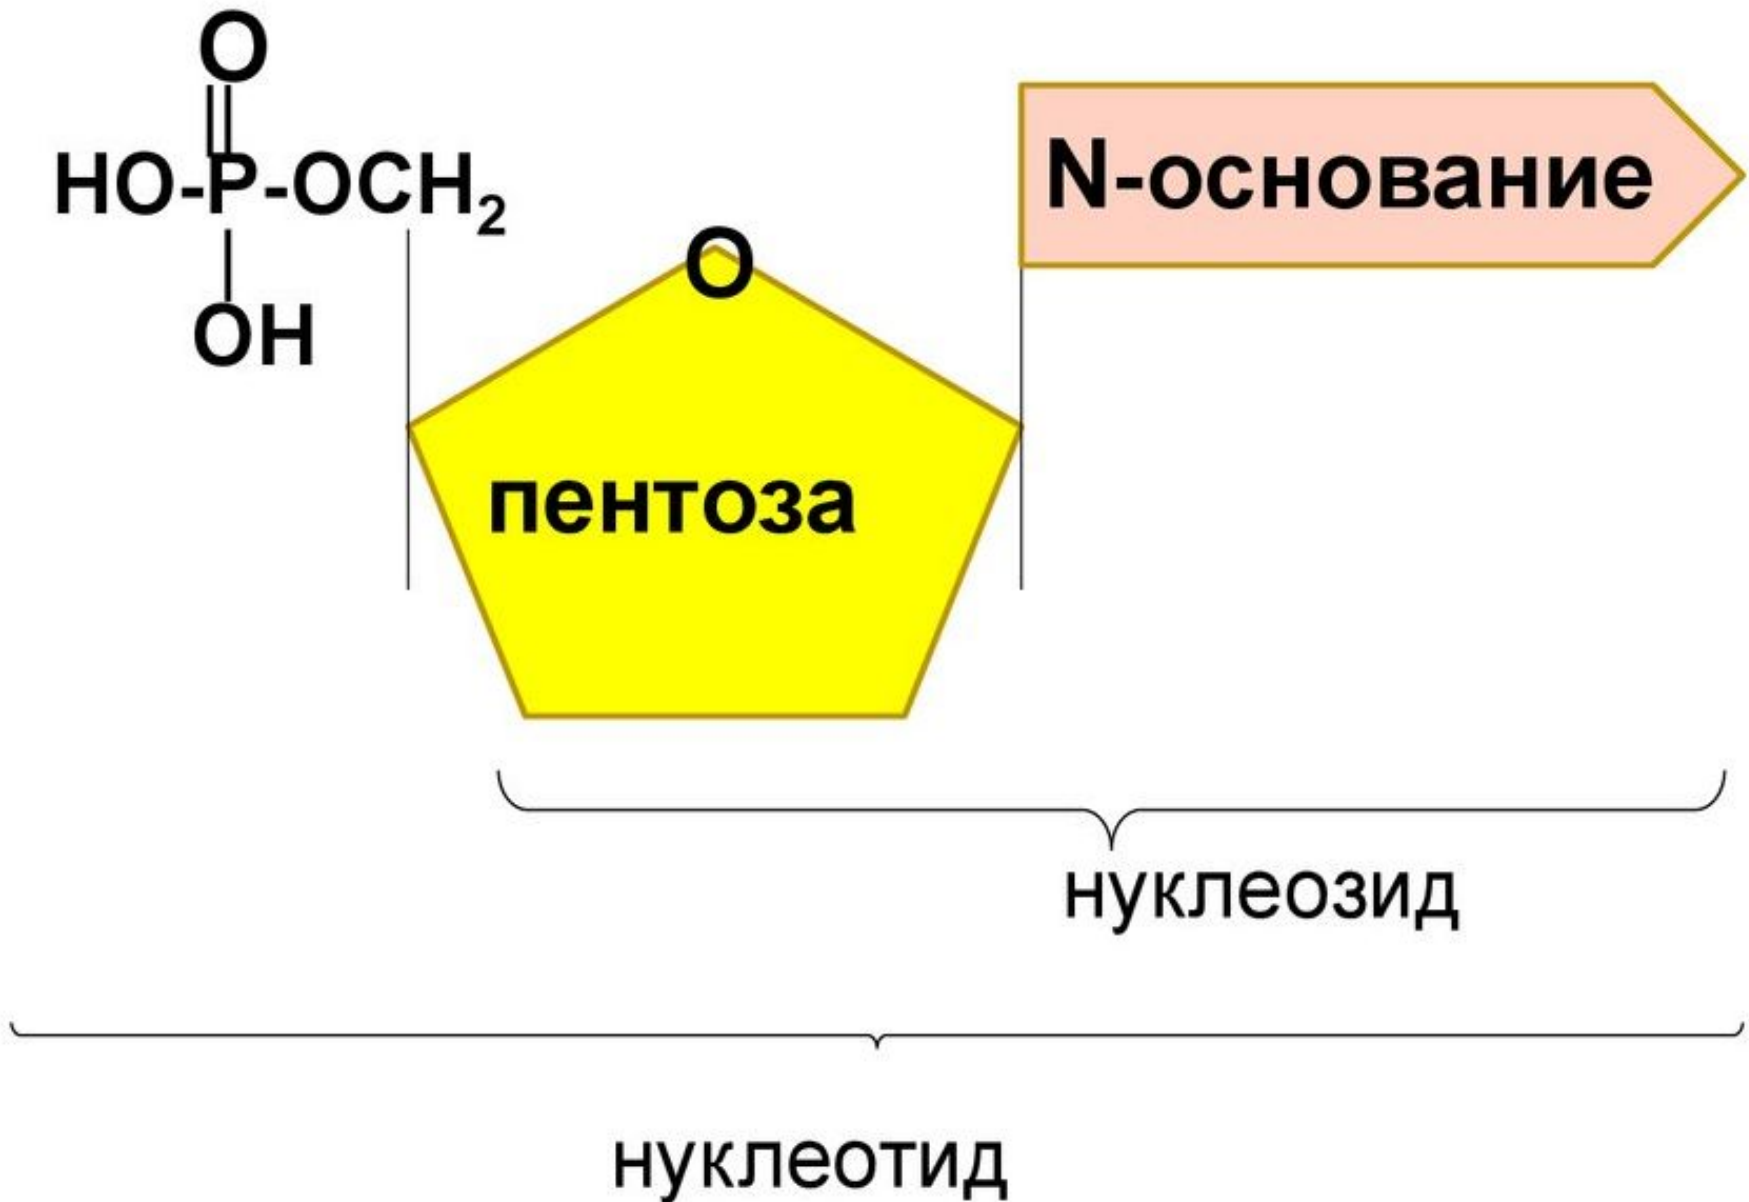 O
HO-P-OCH₂
OH
N-основание
O
пентоза
нуклеозид
нуклеотид